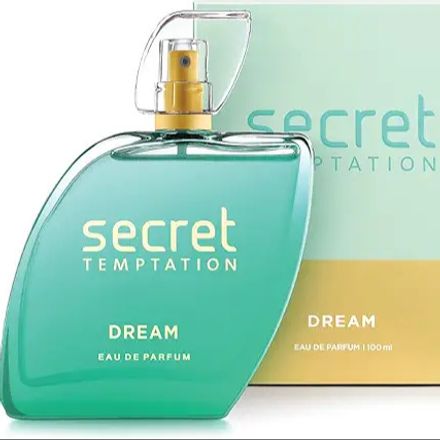 secret
TEMPTATION
DREAM
EAU DE PARFUM
secret
TEMPTATION
DREAM
EAU DE PARFUM | 100 ml